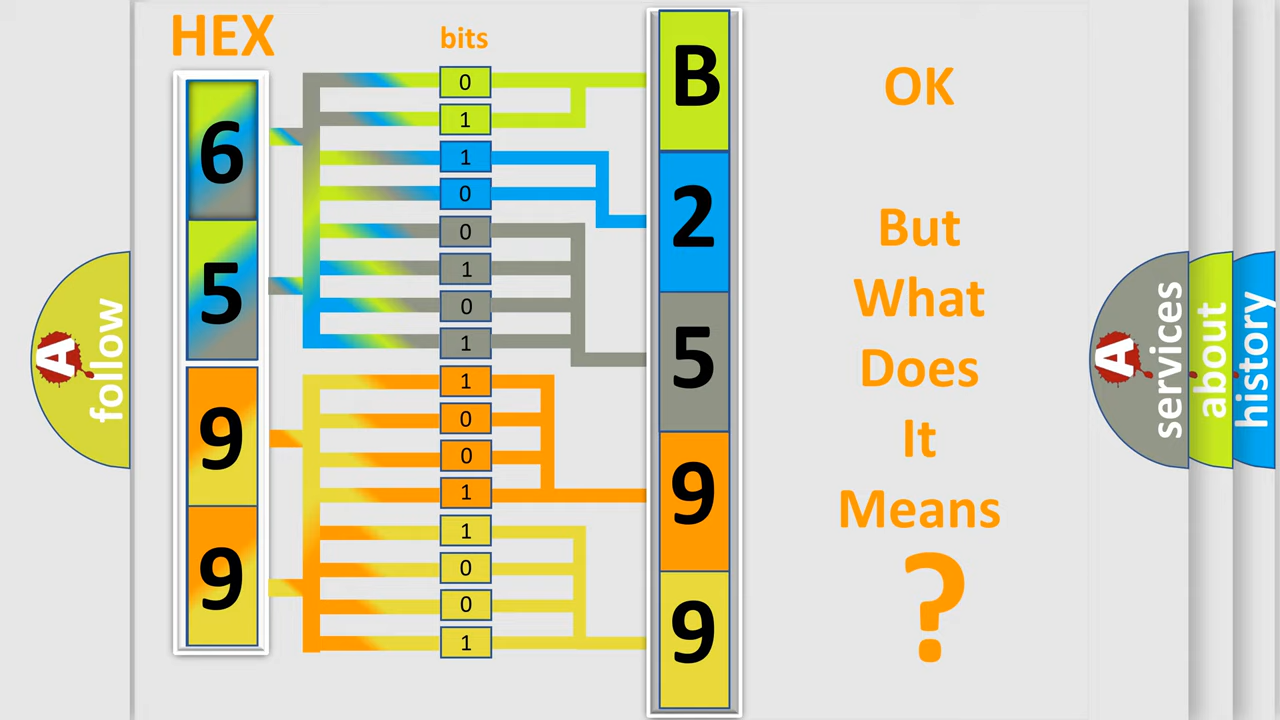 HEX
bits
6
5
9
9
0
1
1
0
0
1
0
1
1
0
0
1
1
0
0
1
B
2
5
9
9
OK
But
What
Does
It
Means
?
A
follow
A
services
about
history